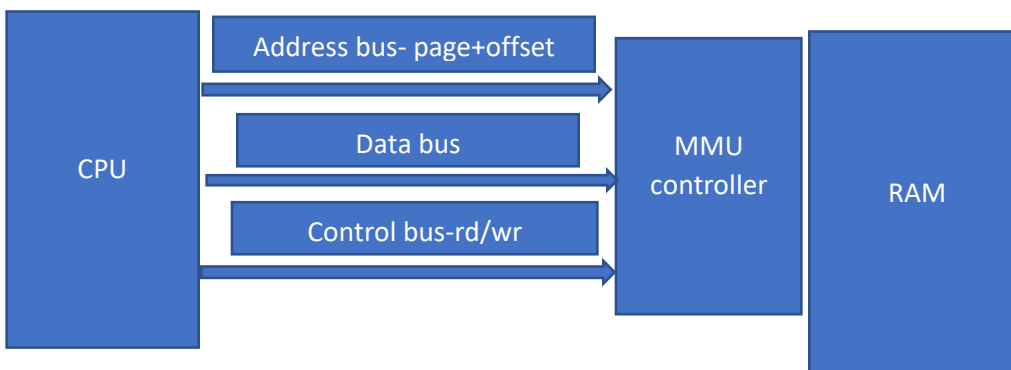 CPU
Address bus- page+offset
Data bus
Control bus-rd/wr
MMU
controller
RAM